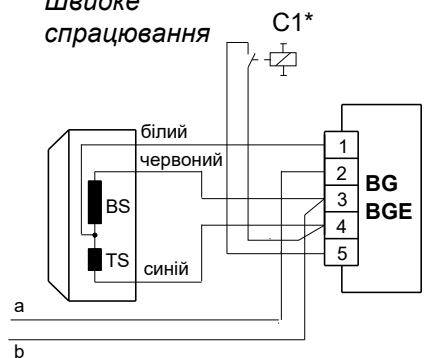 Швидке
спрацювання
C1*
білий
червоний
BS
TS
синій
1
2
3
4
5
BG
BGE
a
b